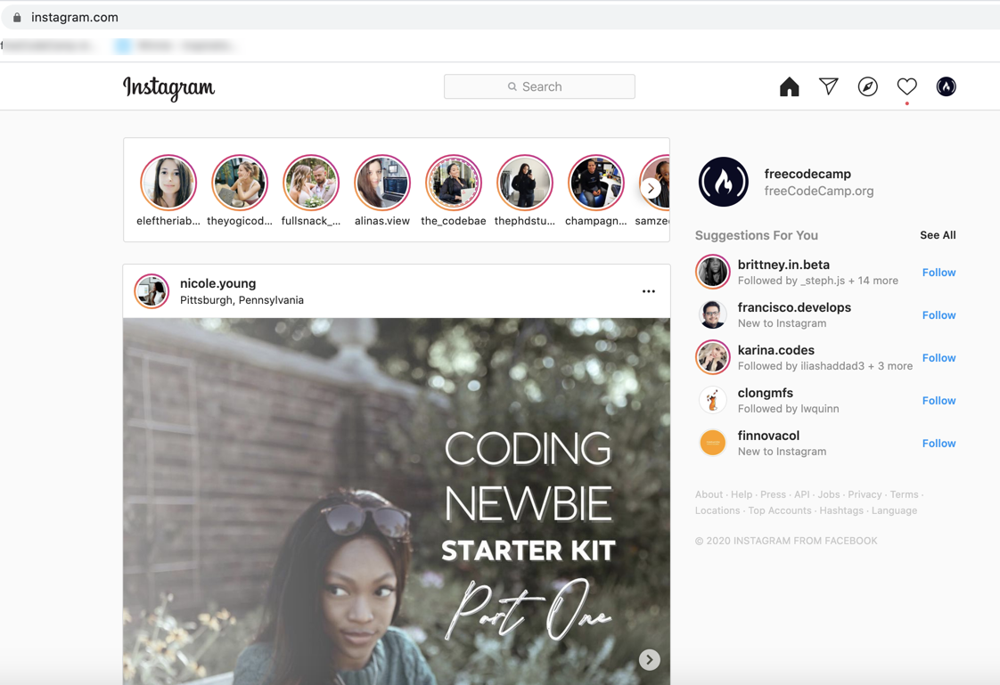 instagram.com
Instagram
Search
eleftheriab...
theyogicod...
fullsnack_...
alinas.view
the_codebae
thephdstu...
champagn...
samzec
nicole.young
Pittsburgh, Pennsylvania
CODING
NEWBIE
STARTER KIT
Part One
freecodecamp
freeCodeCamp.org
Suggestions For You See All
brittney.in.beta
Followed by _steph.js + 14 more
Follow
francisco.develops
New to Instagram
Follow
karina.codes
Followed by iliashaddad3 + 3 more
Follow
clongmfs
Followed by lwquinn
Follow
finnovacol
New to Instagram
Follow
About · Help · Press · API · Jobs · Privacy · Terms ·
Locations · Top Accounts · Hashtags · Language
© 2020 INSTAGRAM FROM FACEBOOK